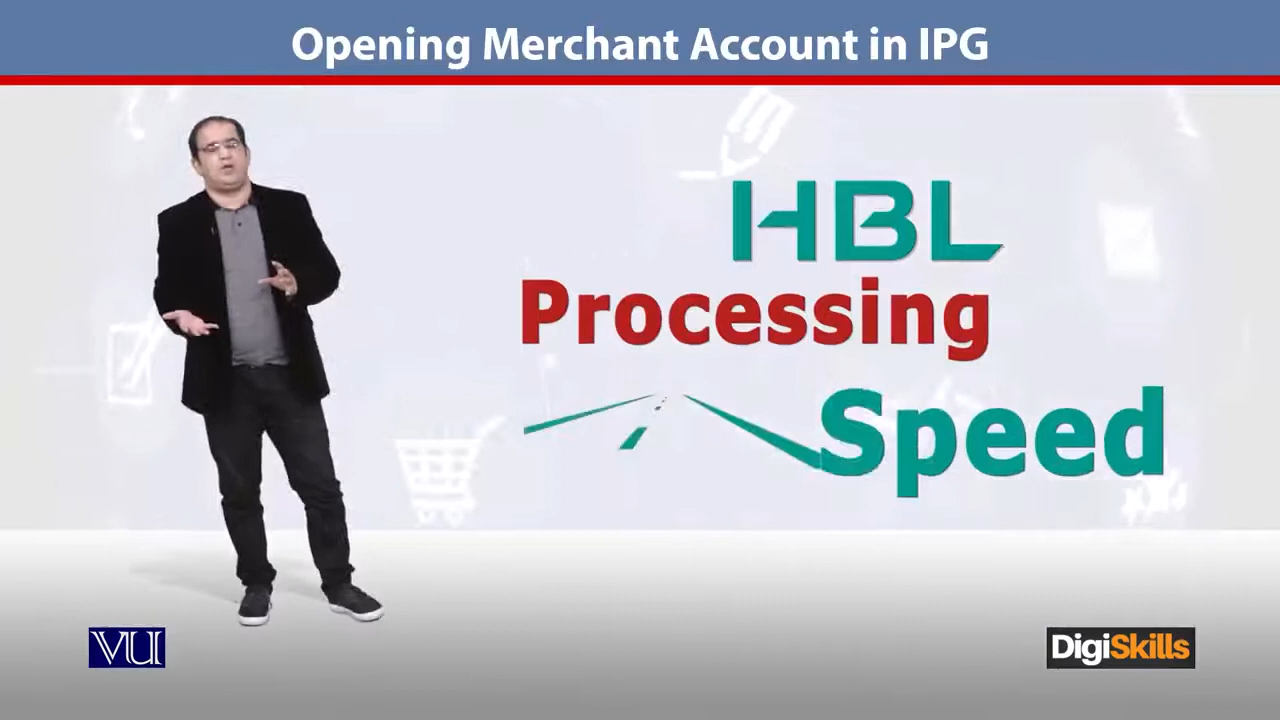 Opening Merchant Account in IPG
HBL
Processing
Speed
VU
DigiSkills